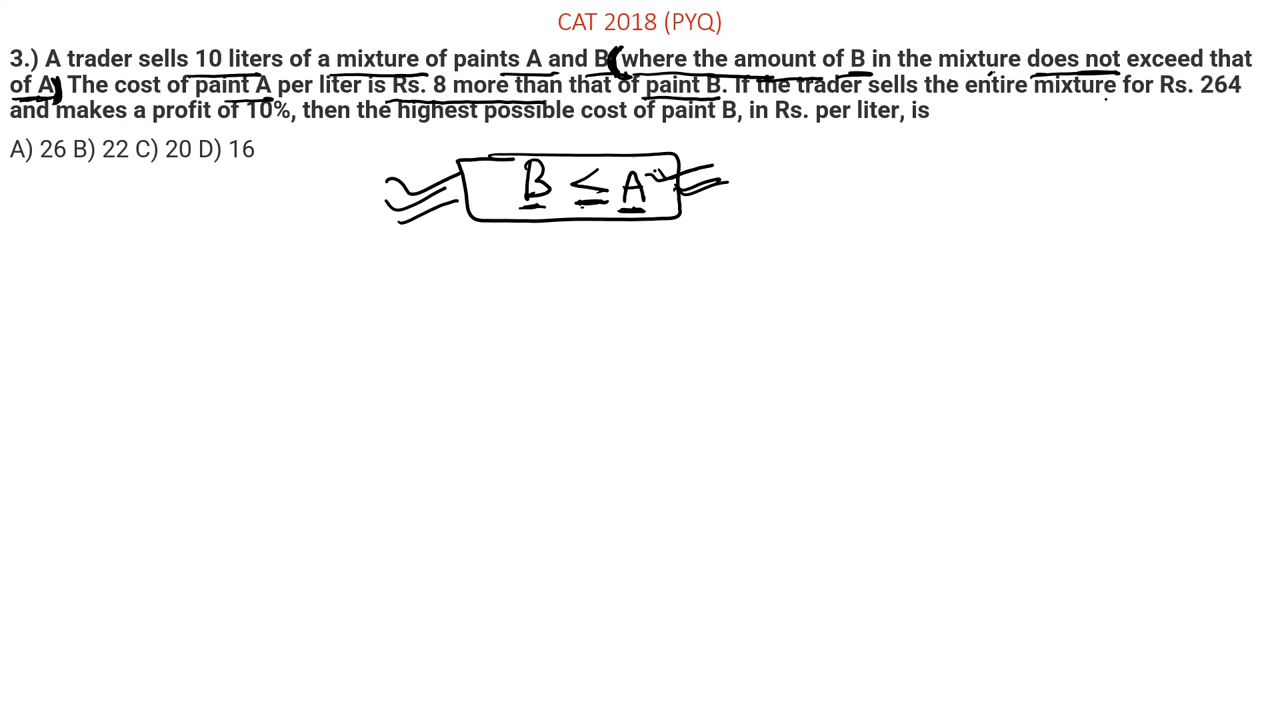 CAT 2018 (PYQ)
3.) A trader sells 10 liters of a mixture of paints A and B (where the amount of B in the mixture does not exceed that
of A) The cost of paint A per liter is Rs. 8 more than that of paint B. If the trader sells the entire mixture for Rs. 264
and makes a profit of 10%, then the highest possible cost of paint B, in Rs. per liter, is
A) 26 B) 22 C) 20 D) 16
B ≤ A